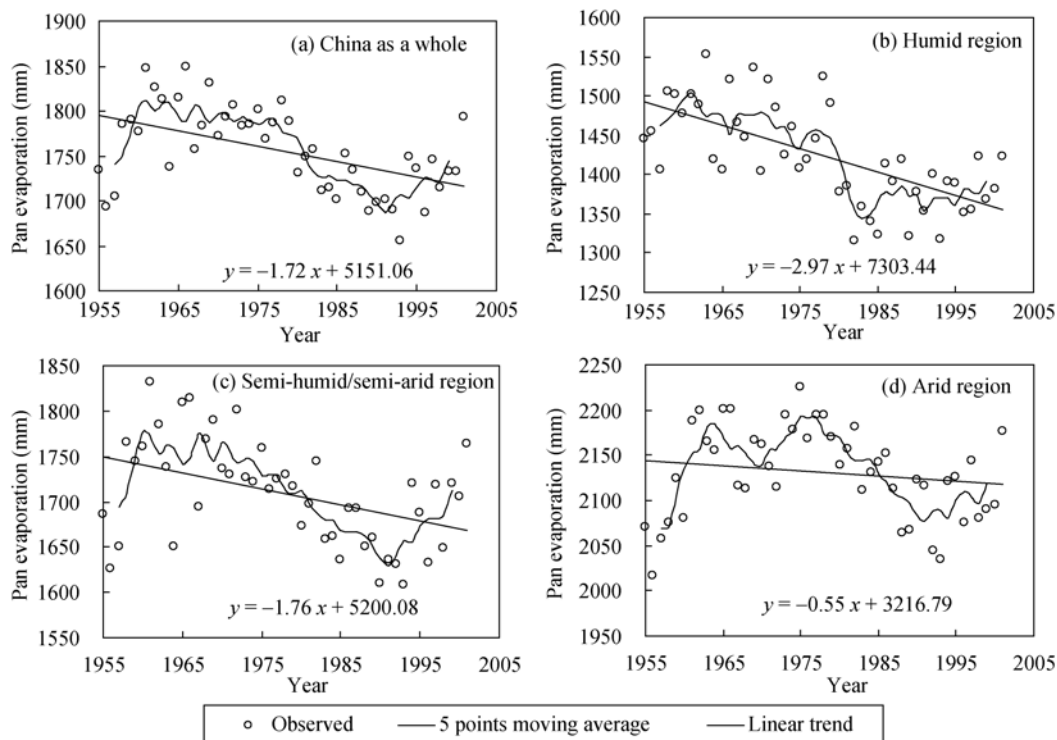 (a) China as a whole
Pan evaporation (mm)
1900
1850
1800
1750
1700
1650
1600
y = –1.72 x + 5151.06
1955 1965 1975 1985 1995 2005
Year
(b) Humid region
Pan evaporation (mm)
1600
1550
1500
1450
1400
1350
1300
1250
y = –2.97 x + 7303.44
1955 1965 1975 1985 1995 2005
Year
(c) Semi-humid/semi-arid region
Pan evaporation (mm)
1850
1800
1750
1700
1650
1600
1550
y = –1.76 x + 5200.08
1955 1965 1975 1985 1995 2005
Year
(d) Arid region
Pan evaporation (mm)
2250
2200
2150
2100
2050
2000
1950
y = –0.55 x + 3216.79
1955 1965 1975 1985 1995 2005
Year
Observed 5 points moving average Linear trend